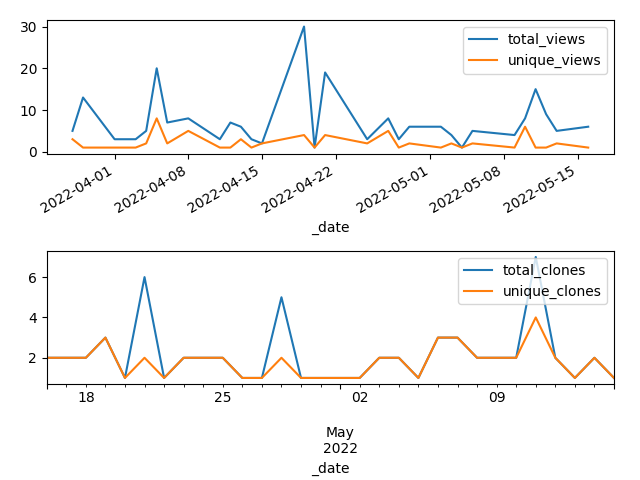 30
20
10
0
total_views
unique_views
2022-04-01
2022-04-08
2022-04-15
2022-04-22
2022-05-01
2022-05-08
2022-05-15
_date
6
4
2
total_clones
unique_clones
18
25
02
09
May
2022
_date